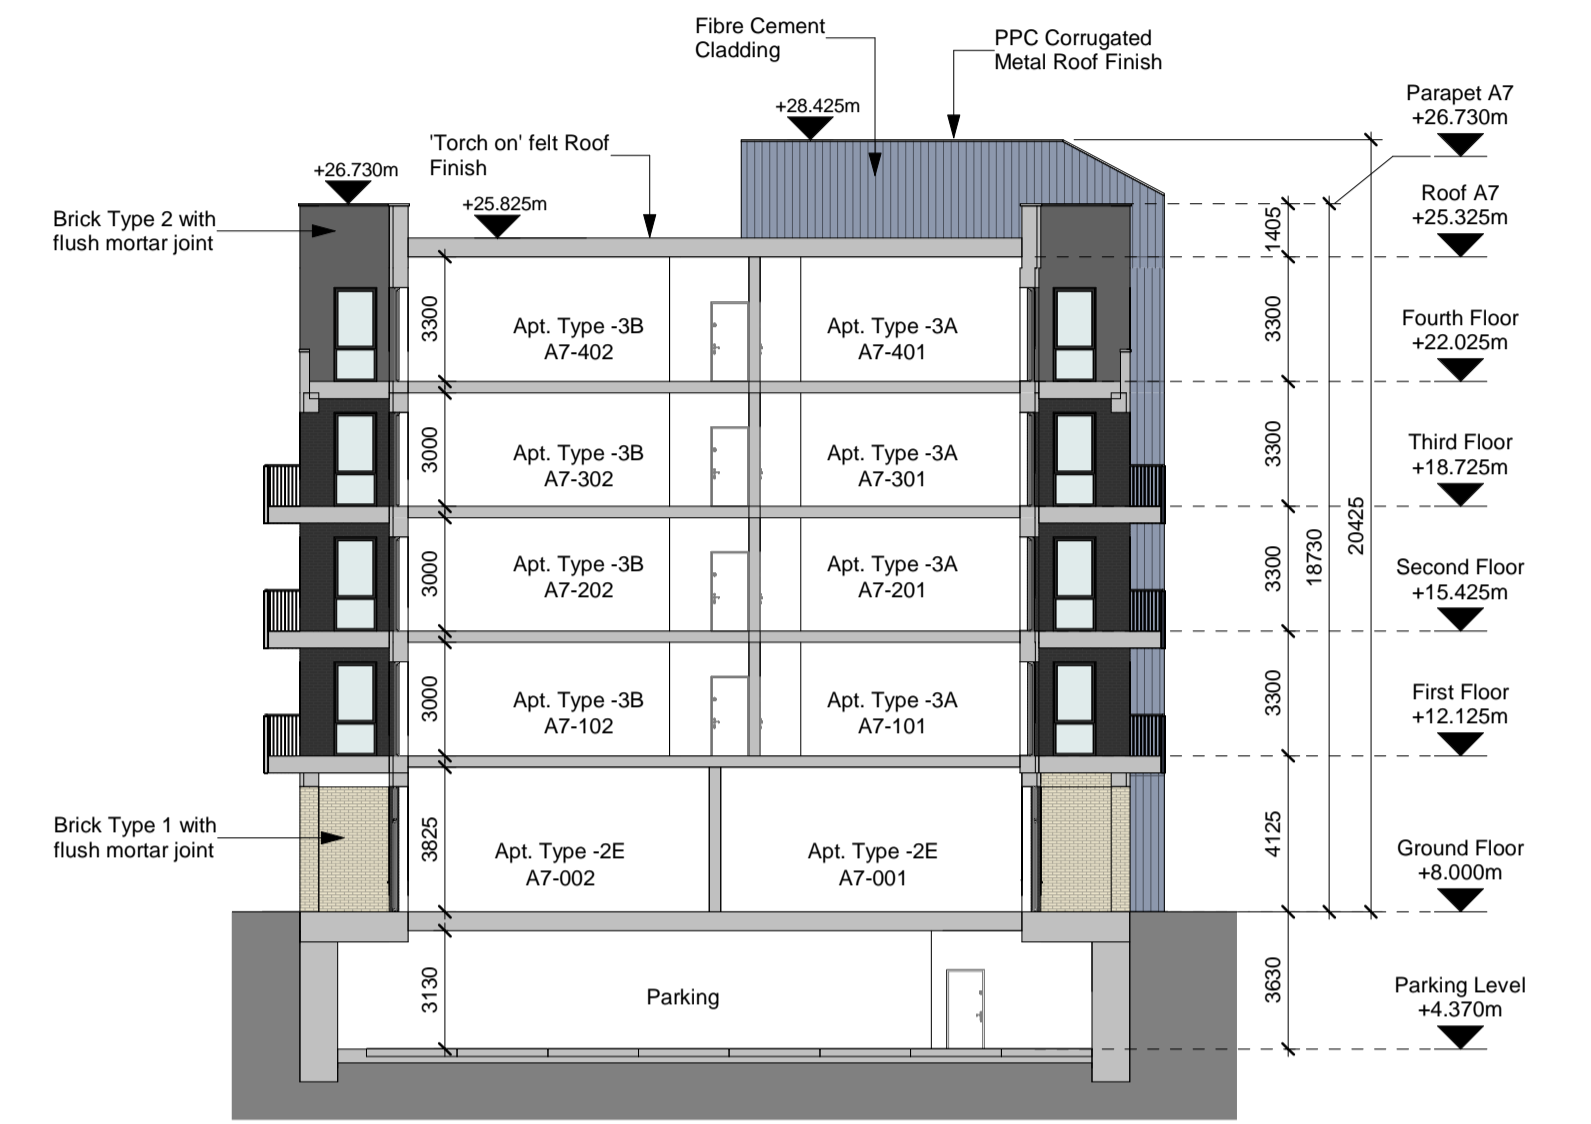 Fibre Cement
Cladding
PPC Corrugated
Metal Roof Finish
+28.425m
'Torch on' felt Roof
Finish
+26.730m
+25.825m
Brick Type 2 with
flush mortar joint
Parapet A7
+26.730m
Roof A7
+25.325m
1405
3300
Apt. Type -3B
A7-402
Apt. Type -3A
A7-401
3300
Fourth Floor
+22.025m
3000
Apt. Type -3B
A7-302
Apt. Type -3A
A7-301
3300
Third Floor
+18.725m
18730
20425
3000
Apt. Type -3B
A7-202
Apt. Type -3A
A7-201
3300
Second Floor
+15.425m
3000
Apt. Type -3B
A7-102
Apt. Type -3A
A7-101
3300
First Floor
+12.125m
Brick Type 1 with
flush mortar joint
3825
Apt. Type -2E
A7-002
Apt. Type -2E
A7-001
4125
Ground Floor
+8.000m
3130
Parking
3630
Parking Level
+4.370m